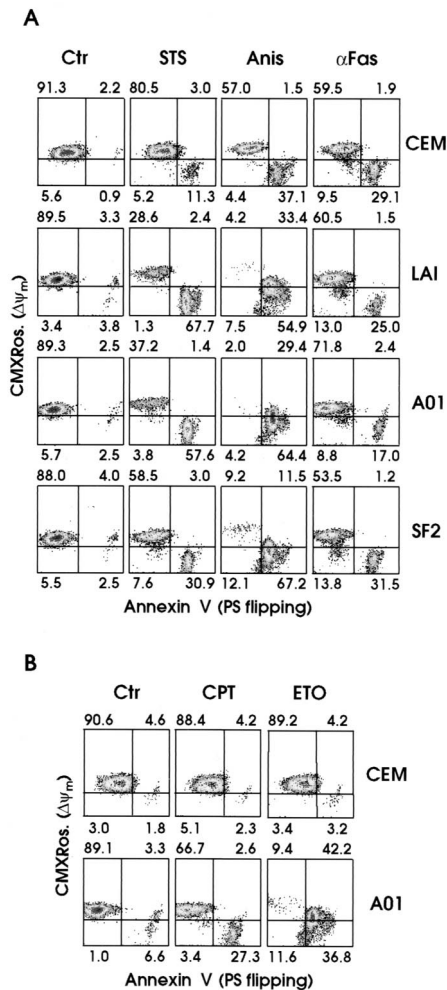 A
Ctr STS Anis αFas
91.3 2.2 80.5 3.0 57.0 1.5 59.5 1.9
CEM
5.6 0.9 5.2 11.3 4.4 37.1 9.5 29.1
89.5 3.3 28.6 2.4 4.2 33.4 60.5 1.5
LAI
3.4 3.8 1.3 67.7 7.5 54.9 13.0 25.0
89.3 2.5 37.2 1.4 2.0 29.4 71.8 2.4
A01
5.7 2.5 3.8 57.6 4.2 64.4 8.8 17.0
88.0 4.0 58.5 3.0 9.2 11.5 53.5 1.2
SF2
5.5 2.5 7.6 30.9 12.1 67.2 13.8 31.5
CMXRos. (ΔΨm)
Annexin V (PS flipping)
B
Ctr CPT ETO
90.6 4.6 88.4 4.2 89.2 4.2
CEM
3.0 1.8 5.1 2.3 3.4 3.2
89.1 3.3 66.7 2.6 9.4 42.2
A01
1.0 6.6 3.4 27.3 11.6 36.8
CMXRos. (ΔΨm)
Annexin V (PS flipping)